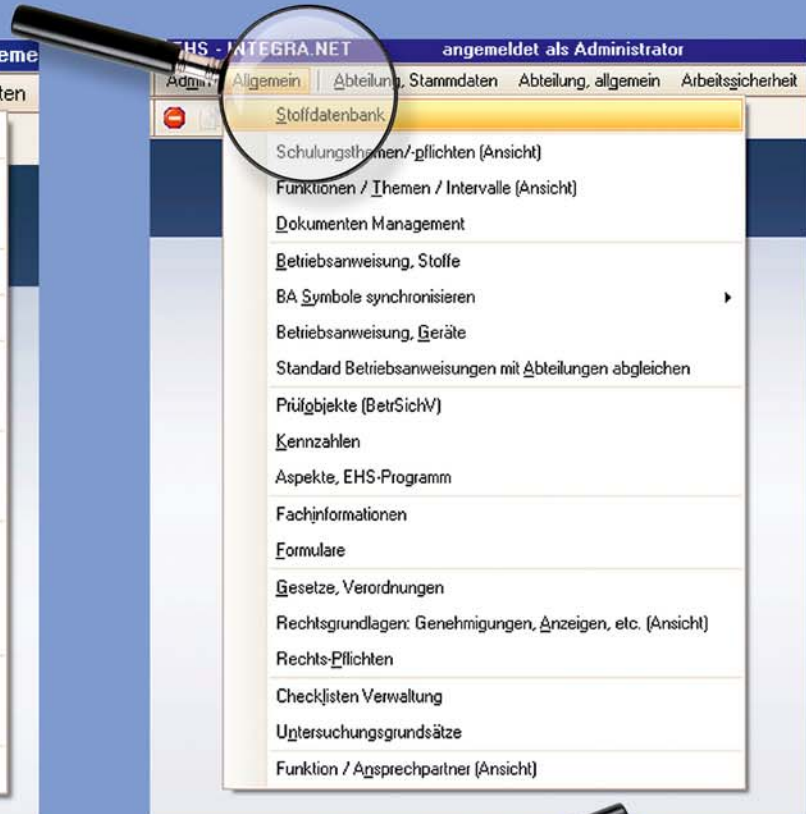 eme
ten
EHS - INTEGRA.NET angemeldet als Administrator
Admin Allgemein Abteilung, Stammdaten Abteilung, allgemein Arbeitssicherheit
Stoffdatenbank
Schulungsthemen/-pflichten (Ansicht)
Funktionen / Themen / Intervalle (Ansicht)
Dokumenten Management
Betriebsanweisung, Stoffe
BA Symbole synchronisieren
Betriebsanweisung, Geräte
Standard Betriebsanweisungen mit Abteilungen abgleichen
Prüfobjekte (BetrSichV)
Kennzahlen
Aspekte, EHS-Programm
Fachinformationen
Formulare
Gesetze, Verordnungen
Rechtsgrundlagen: Genehmigungen, Anzeigen, etc. (Ansicht)
Rechts-Pflichten
Checklisten Verwaltung
Untersuchungsgrundsätze
Funktion / Ansprechpartner (Ansicht)